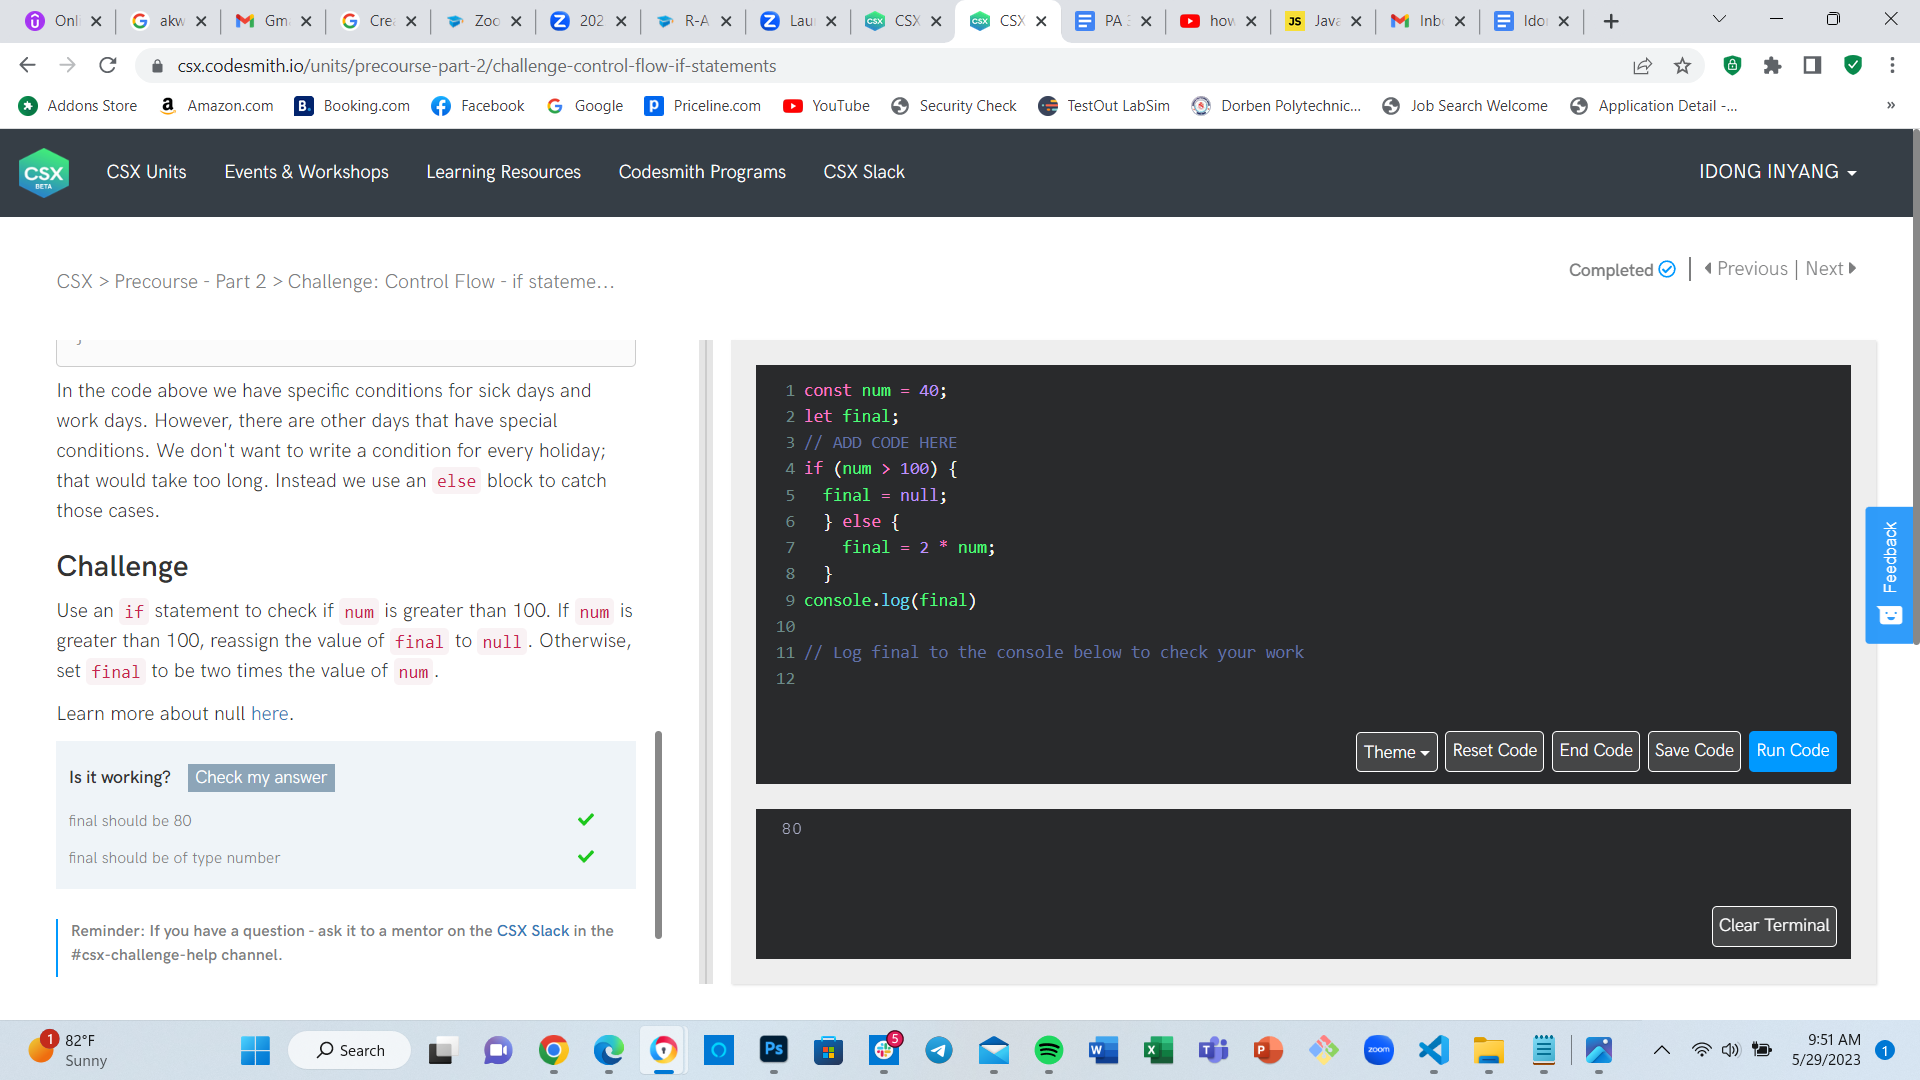 Onli
akw
Gm
Cre
Zoo
202
R-A
Lau
CSX
CSX
PA 3
how
JS Java
Inb
Ido
csx.codesmith.io/units/precourse-part-2/challenge-control-flow-if-statements
Addons Store
Amazon.com
Booking.com
Facebook
Google
Priceline.com
YouTube
Security Check
TestOut LabSim
Dorben Polytechnic...
Job Search Welcome
Application Detail -...
»
CSX
BETA
CSX Units
Events & Workshops
Learning Resources
Codesmith Programs
CSX Slack
IDONG INYANG
CSX > Precourse - Part 2 > Challenge: Control Flow - if stateme...
Completed
Previous | Next
In the code above we have specific conditions for sick days and
work days. However, there are other days that have special
conditions. We don't want to write a condition for every holiday;
that would take too long. Instead we use an else block to catch
those cases.
Challenge
Use an if statement to check if num is greater than 100. If num is
greater than 100, reassign the value of final to null. Otherwise,
set final to be two times the value of num.
Learn more about null here.
Is it working?
Check my answer
final should be 80
final should be of type number
Reminder: If you have a question - ask it to a mentor on the CSX Slack in the
#csx-challenge-help channel.
1 const num = 40;
2 let final;
3 // ADD CODE HERE
4 if (num > 100) {
5 final = null;
6 } else {
7 final = 2 * num;
8 }
9 console.log(final)
10
11 // Log final to the console below to check your work
12
Theme
Reset Code
End Code
Save Code
Run Code
80
Clear Terminal
Feedback
1
82°F
Sunny
Search
Ps
5
zoom
9:51 AM
5/29/2023
1